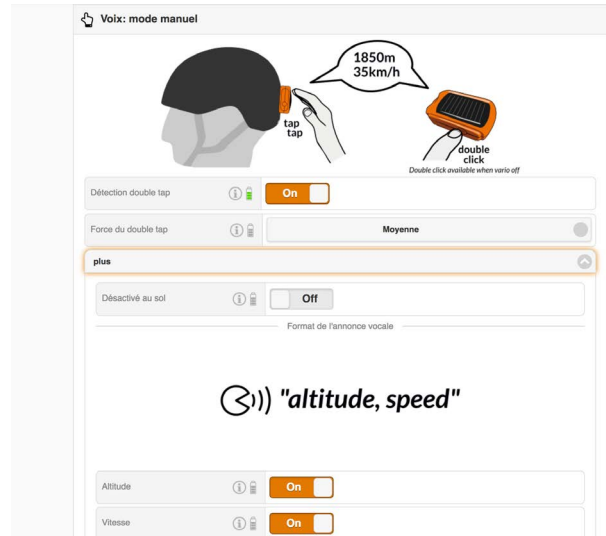 Voix: mode manuel
1850m
35km/h
tap
tap
double
click
Double click available when vario off
Détection double tap
On
Force du double tap
Moyenne
plus
Désactivé au sol
Off
Format de l'annonce vocale
"altitude, speed"
Altitude
On
Vitesse
On